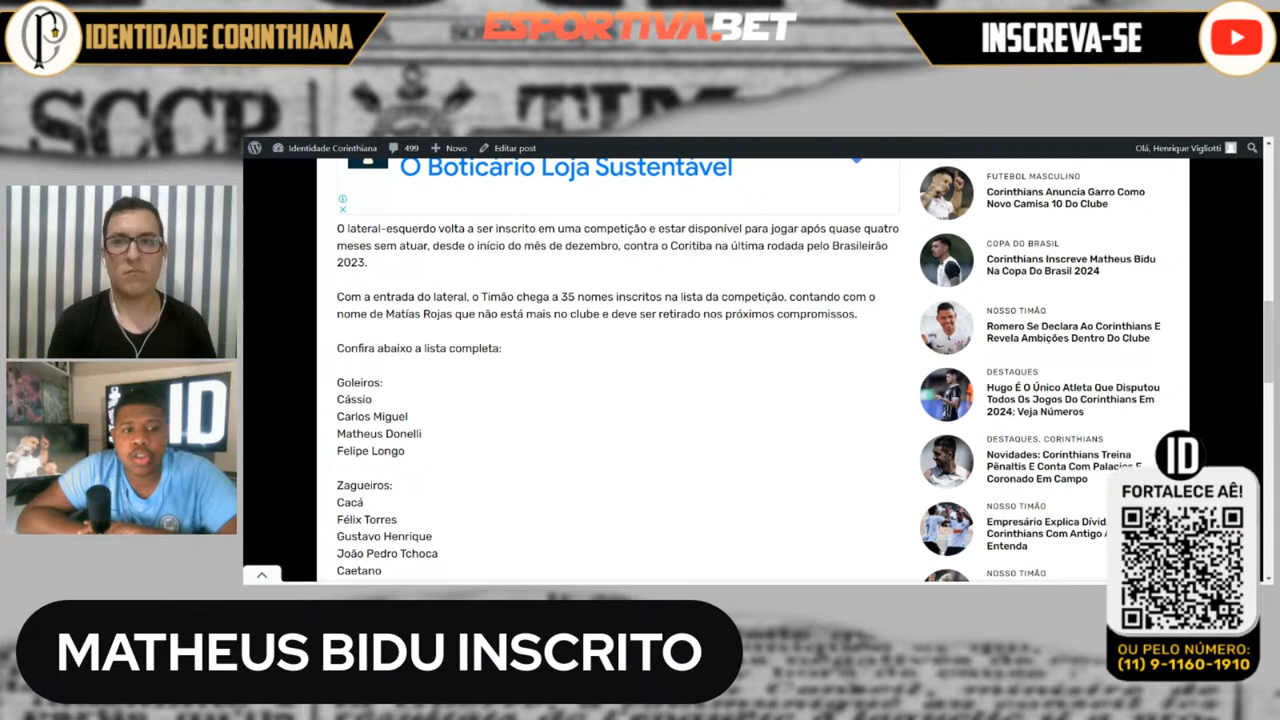 IDENTIDADE CORINTHIANA
ESPORTIVA.BET
INSCREVA-SE
SCCP
Identidade Corinthiana
499
Novo
Editar post
Olá, Henrique Vigliotti
O Boticário Loja Sustentável
O lateral-esquerdo volta a ser inscrito em uma competição e estar disponível para jogar após quase quatro
meses sem atuar, desde o início do mês de dezembro, contra o Coritiba na última rodada pelo Brasileirão
2023.
Com a entrada do lateral, o Timão chega a 35 nomes inscritos na lista da competição, contando com o
nome de Matías Rojas que não está mais no clube e deve ser retirado nos próximos compromissos.
Confira abaixo a lista completa:
Goleiros:
Cássio
Carlos Miguel
Matheus Donelli
Felipe Longo
Zagueiros:
Cacá
Félix Torres
Gustavo Henrique
João Pedro Tchoca
Caetano
FUTEBOL MASCULINO
Corinthians Anuncia Garro Como
Novo Camisa 10 Do Clube
COPA DO BRASIL
Corinthians Inscreve Matheus Bidu
Na Copa Do Brasil 2024
NOSSO TIMÃO
Romero Se Declara Ao Corinthians E
Revela Ambições Dentro Do Clube
DESTAQUES
Hugo É O Único Atleta Que Disputou
Todos Os Jogos Do Corinthians Em
2024; Veja Números
DESTAQUES, CORINTHIANS
Novidades: Corinthians Treina
Pênaltis E Conta Com Palacios E
Coronado Em Campo
NOSSO TIMÃO
Empresário Explica Dívid
Corinthians Com Antigo A
Entenda
NOSSO TIMÃO
ID
ID
FORTALECE AÊ!
OU PELO NÚMERO:
(11) 9-1160-1910
MATHEUS BIDU INSCRITO